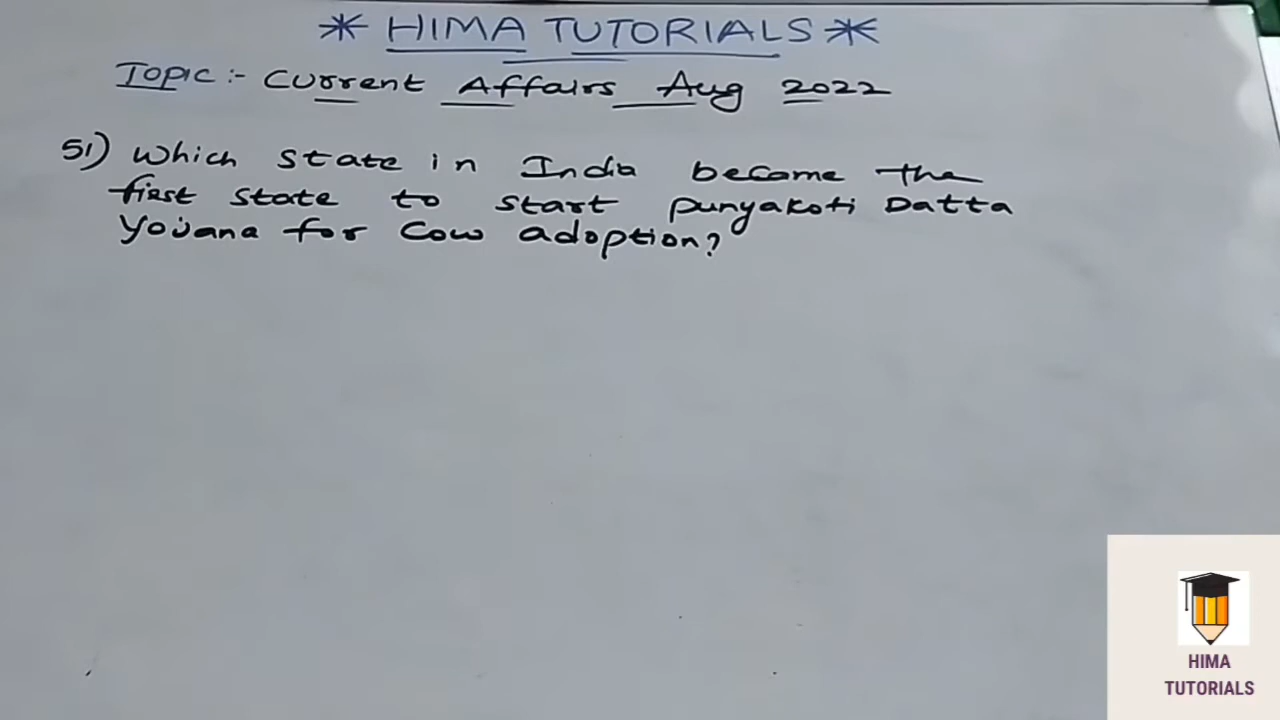 * HIMA TUTORIALS *
Topic:- Current Affairs Aug 2022
51) Which state in India become the
first state to start Punyakoti Datta
Yojana for Cow adoption?
HIMA
TUTORIALS